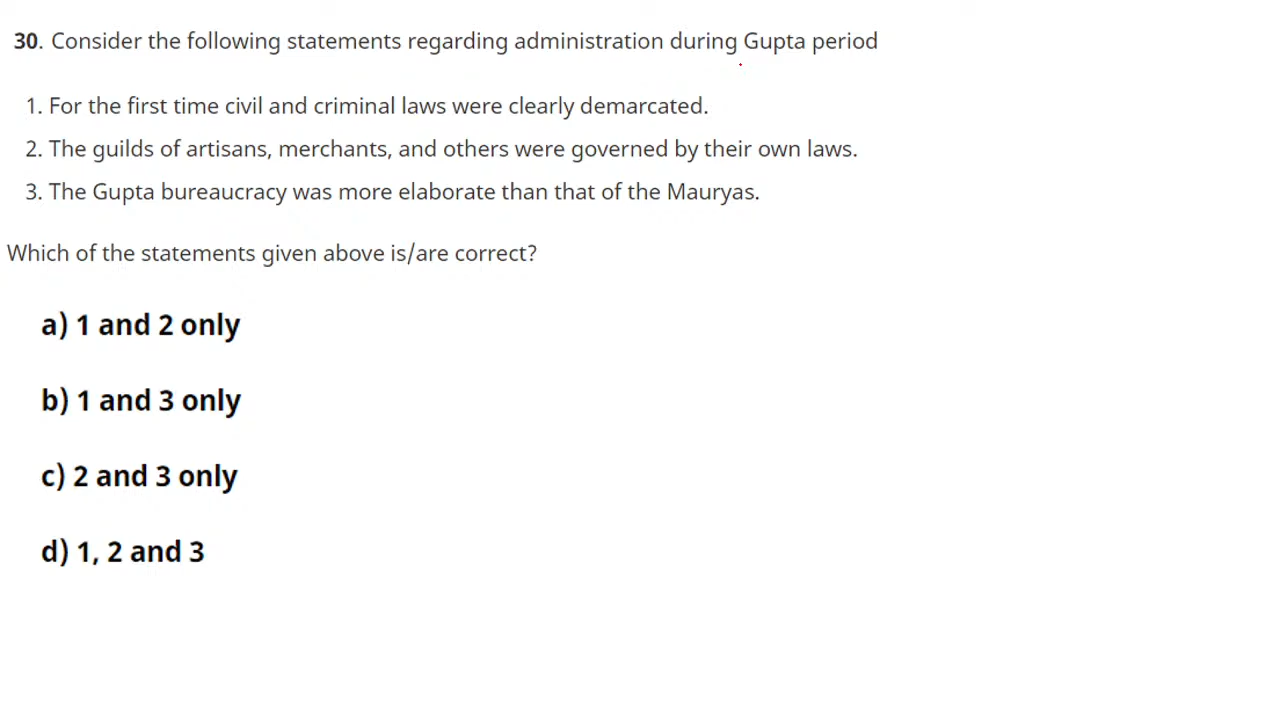 30. Consider the following statements regarding administration during Gupta period
1. For the first time civil and criminal laws were clearly demarcated.
2. The guilds of artisans, merchants, and others were governed by their own laws.
3. The Gupta bureaucracy was more elaborate than that of the Mauryas.
Which of the statements given above is/are correct?
a) 1 and 2 only
b) 1 and 3 only
c) 2 and 3 only
d) 1, 2 and 3